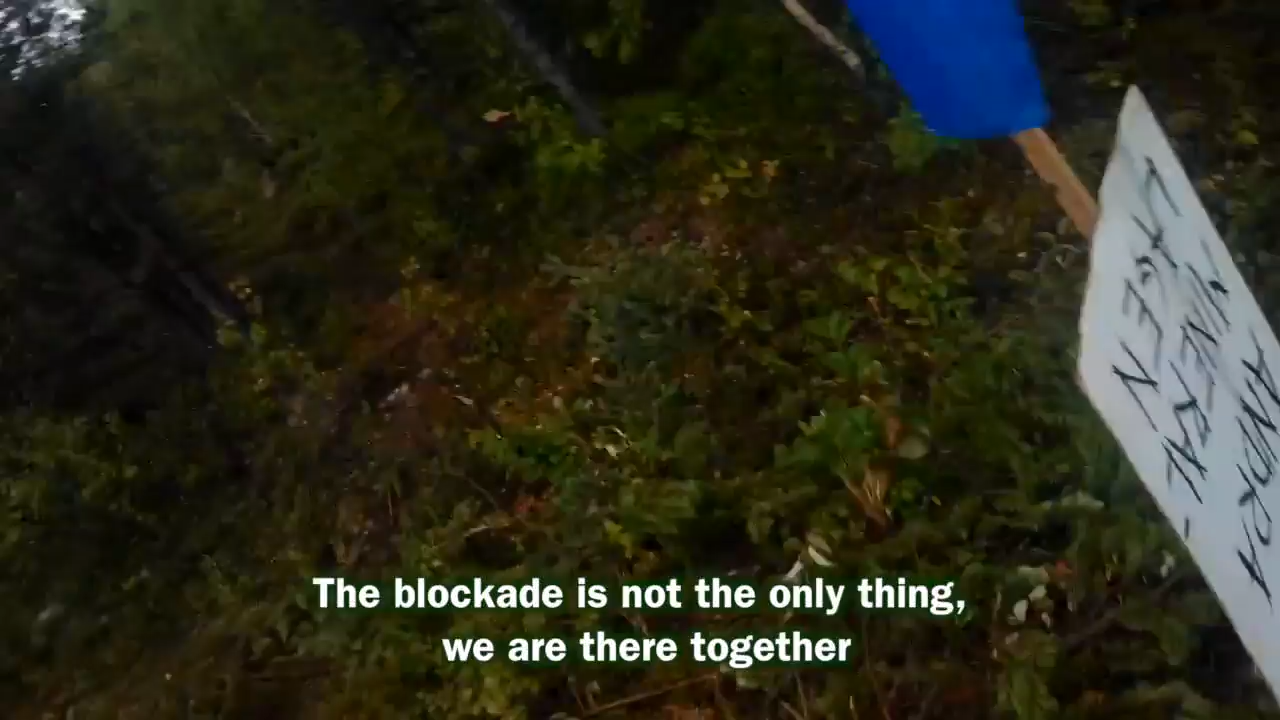 ANDRA
MINERAL-
LAGEN
The blockade is not the only thing,
we are there together